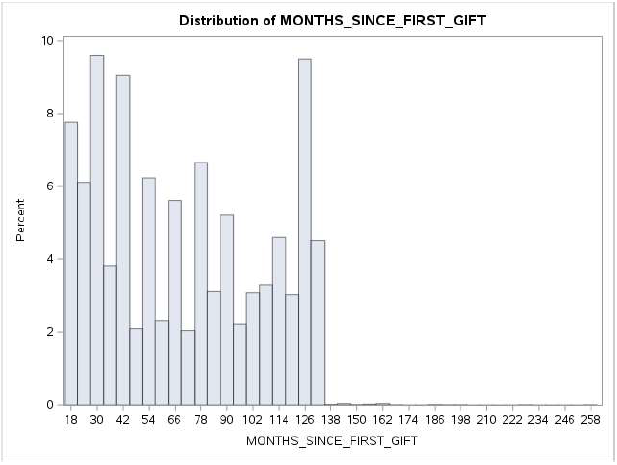 Distribution of MONTHS_SINCE_FIRST_GIFT
10
8
6
4
2
0
Percent
18 30 42 54 66 78 90 102 114 126 138 150 162 174 186 198 210 222 234 246 258
MONTHS_SINCE_FIRST_GIFT